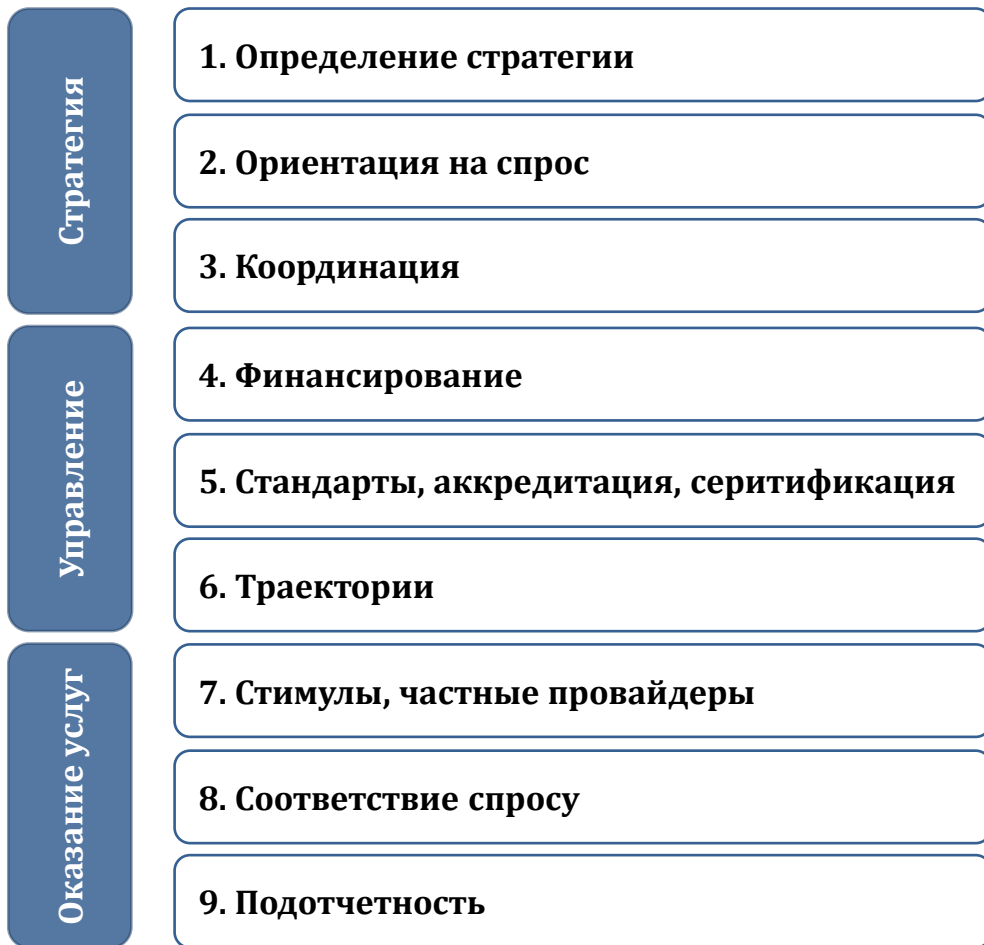 Стратегия
1. Определение стратегии
2. Ориентация на спрос
3. Координация
Управление
4. Финансирование
5. Стандарты, аккредитация, серитификация
6. Траектории
Оказание услуг
7. Стимулы, частные провайдеры
8. Соответствие спросу
9. Подотчетность